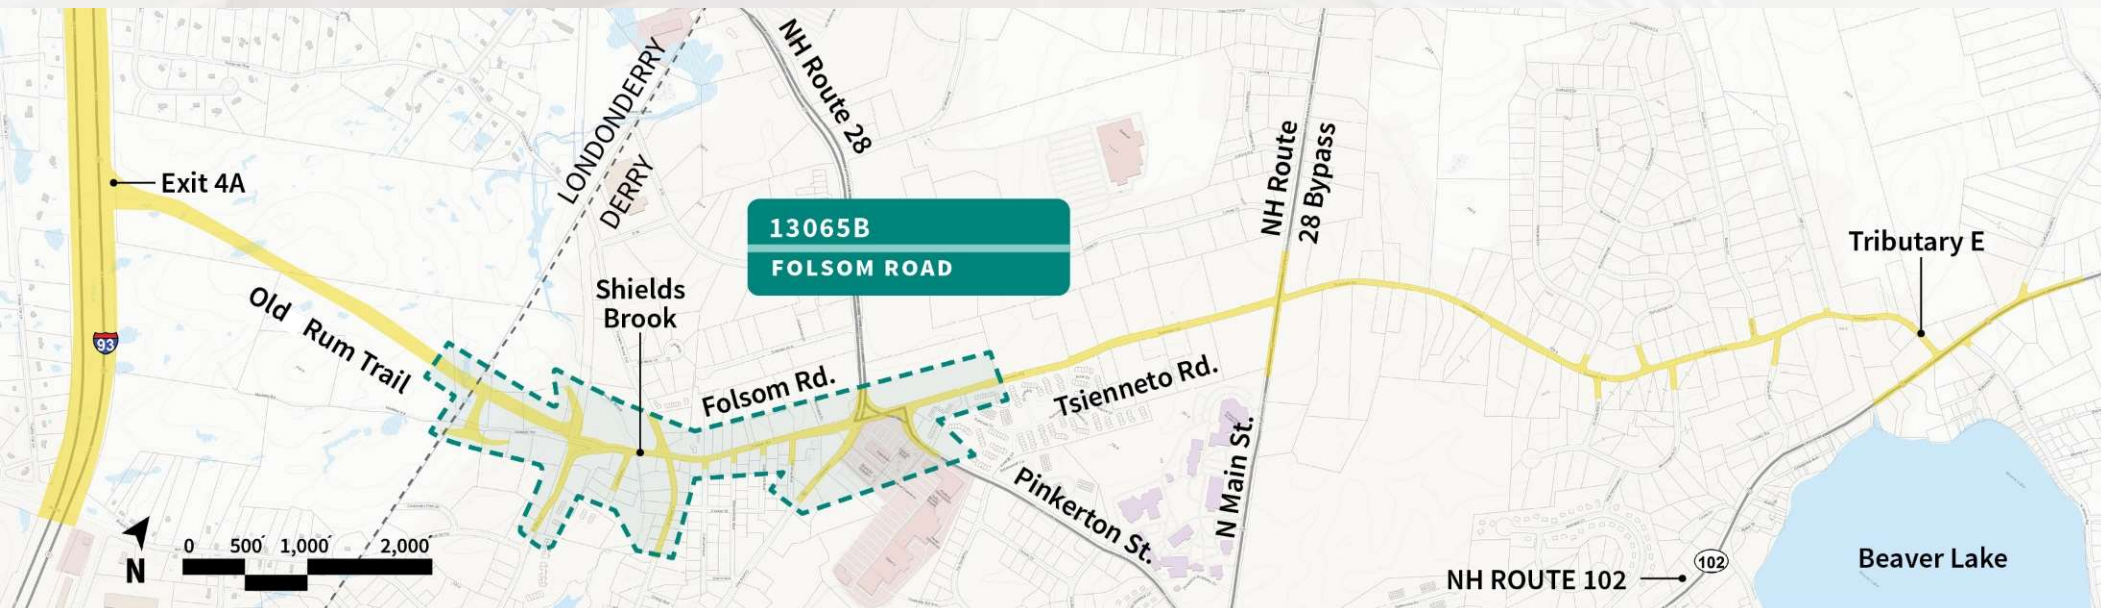 NH Route 28
LONDONDERRY
DERRY
Exit 4A
NH Route
28 Bypass
13065B
FOLSOM ROAD
Tributary E
Shields
Brook
Old Rum Trail
93
Folsom Rd.
Tsienneto Rd.
N Main St.
Pinkerton St.
0 500´ 1,000´ 2,000´
N
NH ROUTE 102
102
Beaver Lake